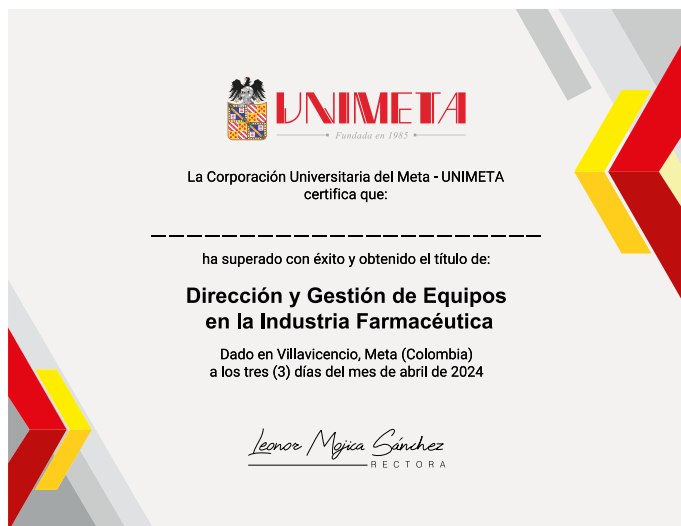 UNIMETA
Fundada en 1985
La Corporación Universitaria del Meta - UNIMETA
certifica que:
ha superado con éxito y obtenido el título de:
Dirección y Gestión de Equipos
en la Industria Farmacéutica
Dado en Villavicencio, Meta (Colombia)
a los tres (3) días del mes de abril de 2024
Leonor Mojica Sánchez
RECTORA